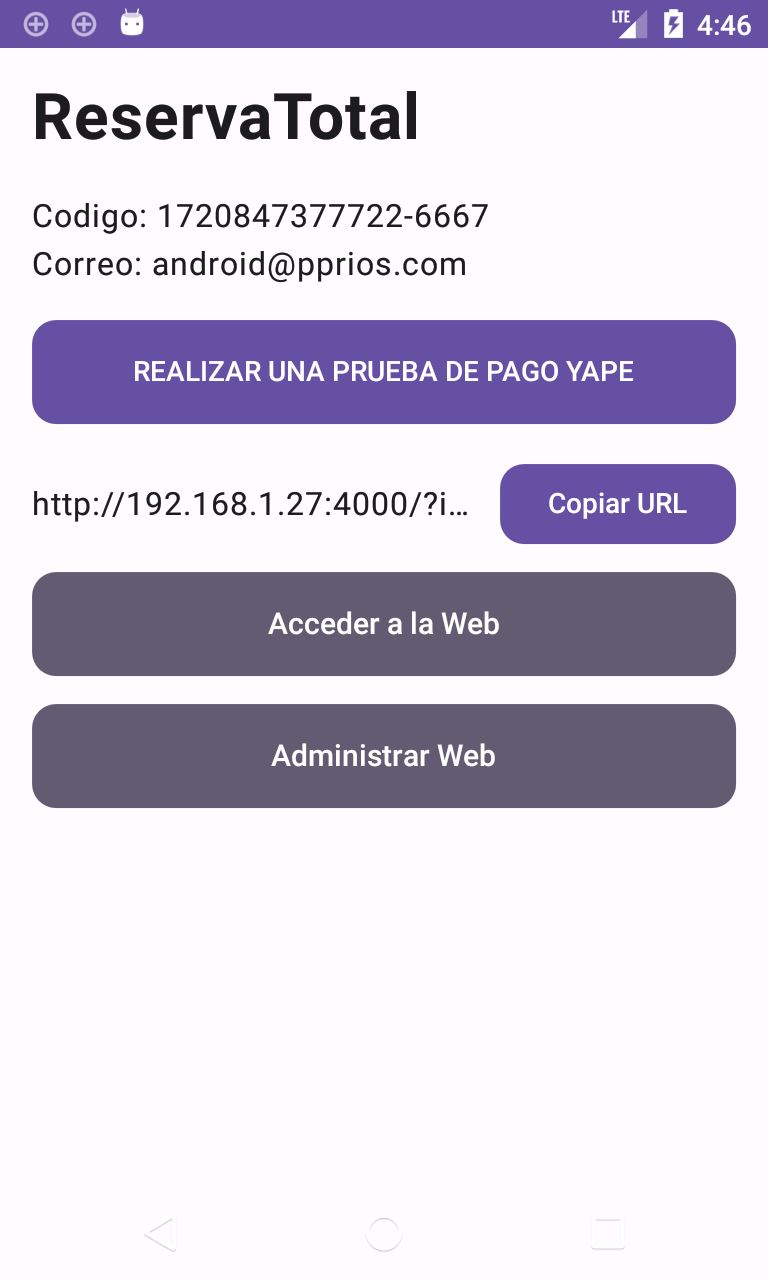 LTE 4:46
ReservaTotal
Codigo: 1720847377722-6667
Correo: android@pprios.com
REALIZAR UNA PRUEBA DE PAGO YAPE
http://192.168.1.27:4000/?i... Copiar URL
Acceder a la Web
Administrar Web